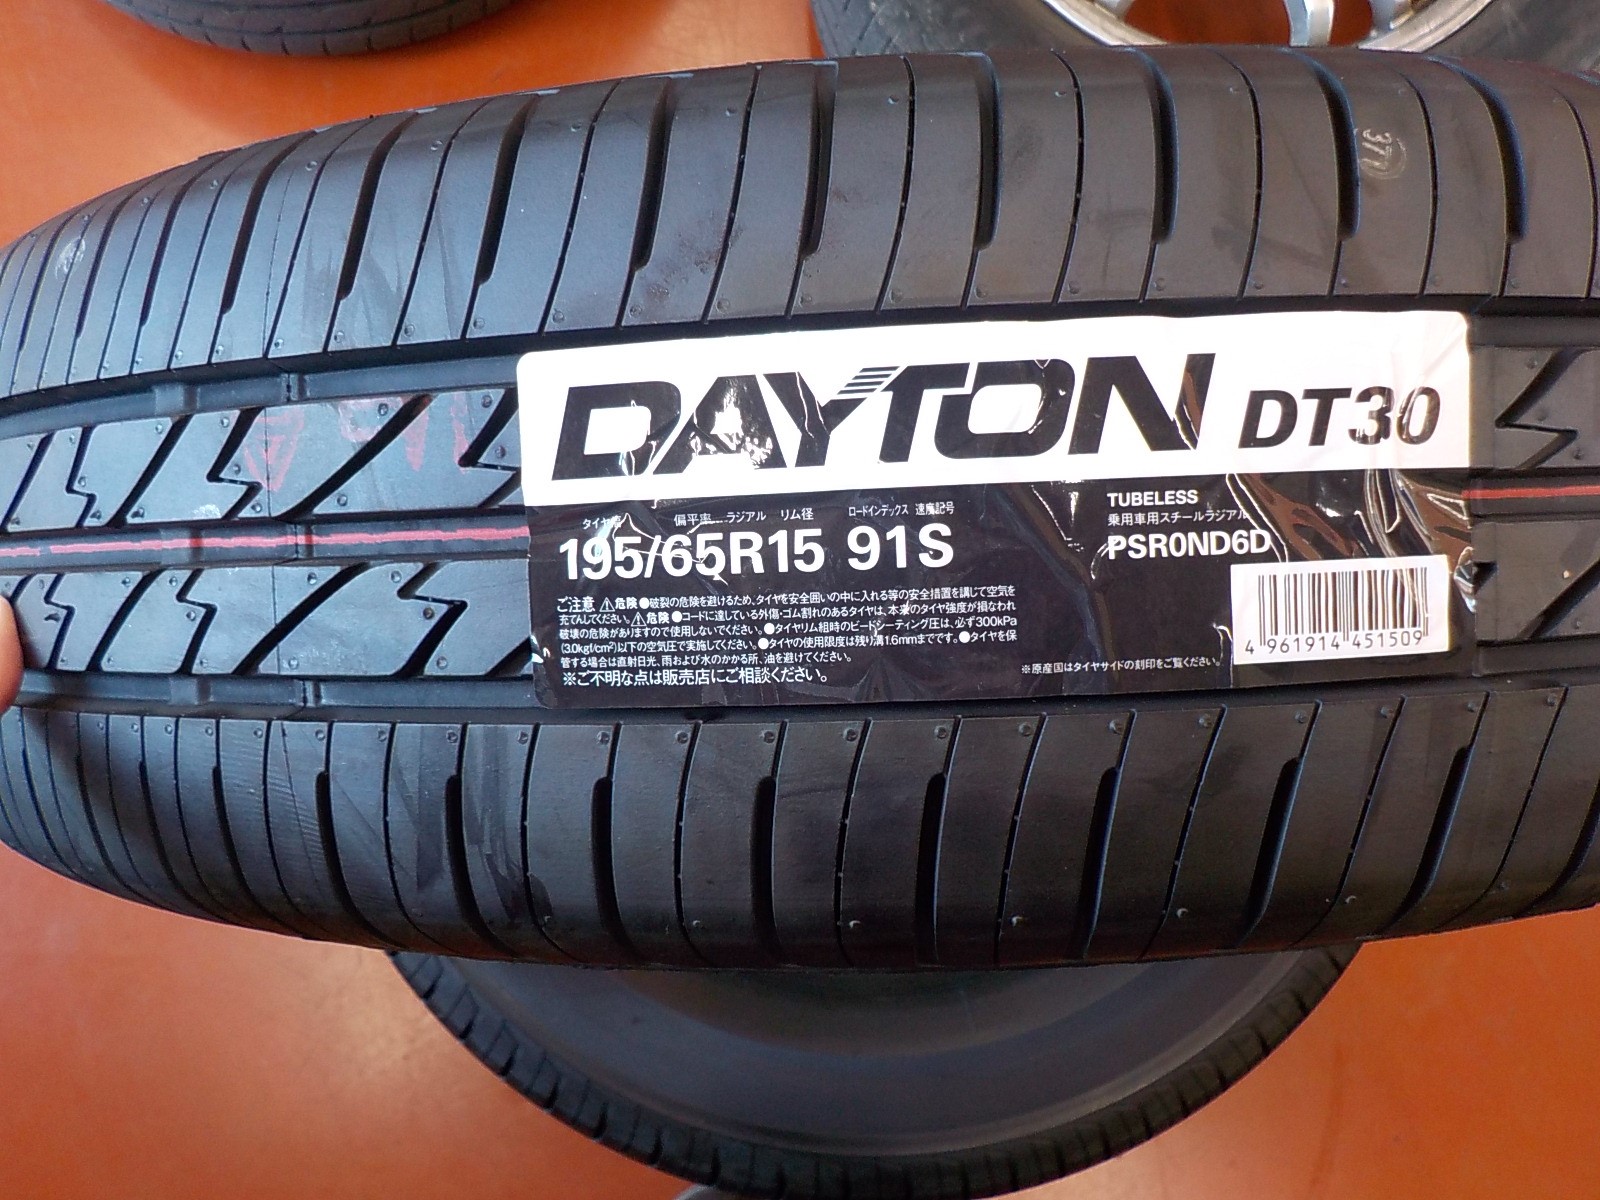 DAYTON DT30
タイヤ幅 偏平率 ラジアル リム径 ロードインデックス 速度記号
195/65R15 91S
TUBELESS
乗用車用スチールラジアル
PSR0ND6D
ご注意 ⚠危険 ●破裂の危険を避けるため、タイヤを安全囲いの中に入れる等の安全措置を講じて空気を
充てんしてください。⚠危険 ●コードに達している外傷・ゴム割れのあるタイヤは、本来のタイヤ強度が損なわれ
破壊の危険がありますので使用しないでください。●タイヤリム組時のビードシーティング圧は、必ず300kPa
(3.0kgf/cm²)以下の空気圧で実施してください。●タイヤの使用限度は残り溝1.6mmまでです。●タイヤを保
管する場合は直射日光、雨および水のかかる所、油を避けてください。
※ご不明な点は販売店にご相談ください。
※原産国はタイヤサイドの刻印をご覧ください。
4 961914 451509